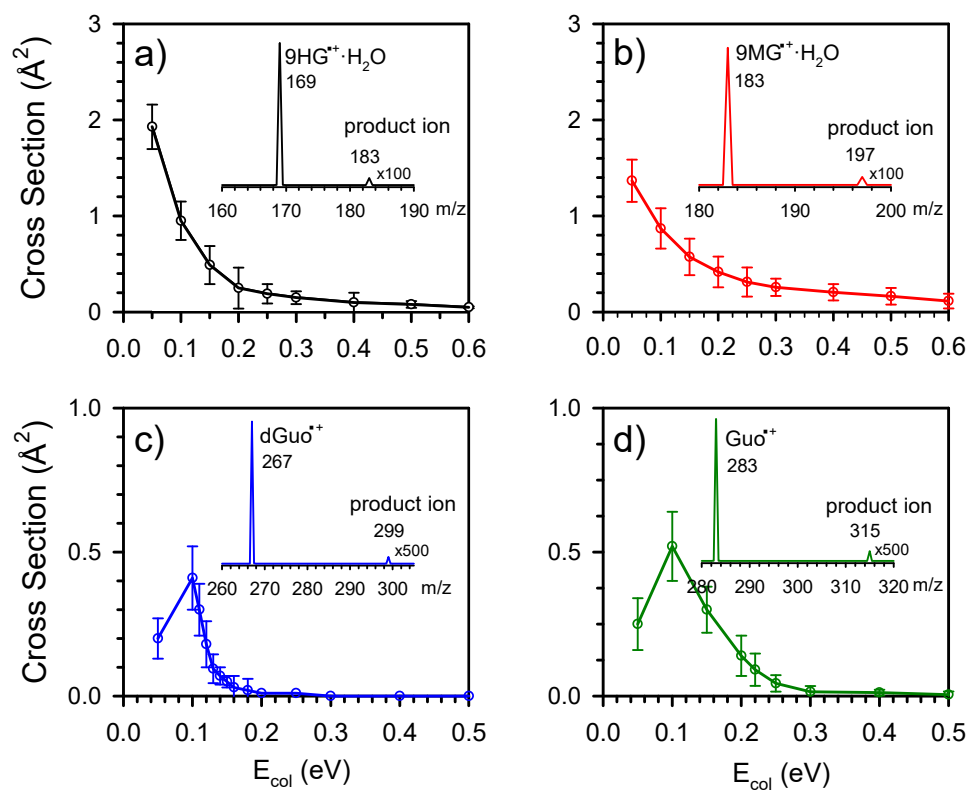 a)
9HG▪⁺·H₂O
169
product ion
183
x100
160 170 180 190 m/z
Cross Section (Å²)
3
2
1
0
0.0 0.1 0.2 0.3 0.4 0.5 0.6
b)
9MG▪⁺·H₂O
183
product ion
197
x100
180 190 200
m/z
3
2
1
0
0.0 0.1 0.2 0.3 0.4 0.5 0.6
c)
dGuo▪⁺
267
product ion
299
x500
260 270 280 290 300 m/z
Cross Section (Å²)
1.0
0.5
0.0
0.0 0.1 0.2 0.3 0.4 0.5
E_col (eV)
d)
Guo▪⁺
283
product ion
315
x500
280 290 300 310 320 m/z
1.0
0.5
0.0
0.0 0.1 0.2 0.3 0.4 0.5
E_col (eV)